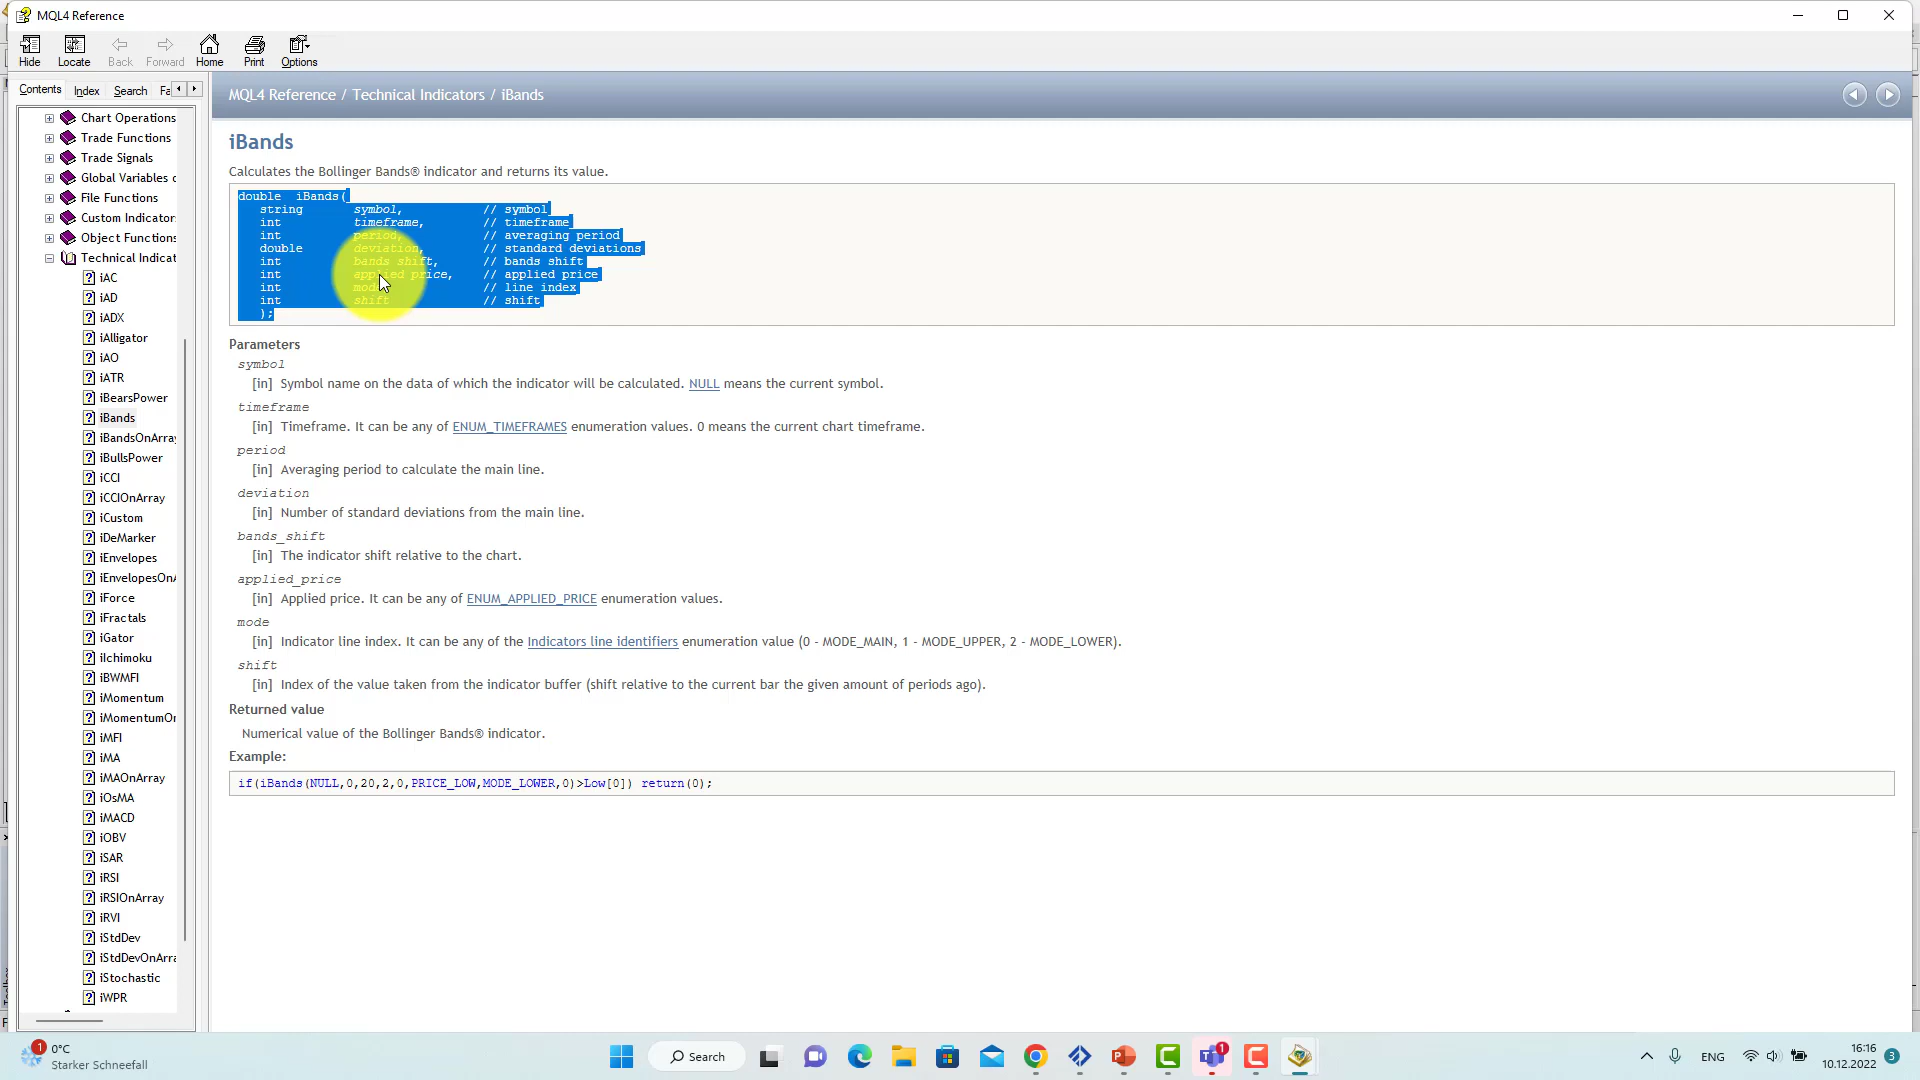 MQL4 Reference
Hide
Locate
Back
Forward
Home
Print
Options
Contents
Index
Search
Fa
MQL4 Reference / Technical Indicators / iBands
Chart Operations
Trade Functions
Trade Signals
Global Variables o
File Functions
Custom Indicators
Object Functions
Technical Indicat
iAC
iAD
iADX
iAlligator
iAO
iATR
iBearsPower
iBands
iBandsOnArray
iBullsPower
iCCI
iCCIOnArray
iCustom
iDeMarker
iEnvelopes
iEnvelopesOnA
iForce
iFractals
iGator
iIchimoku
iBWMFI
iMomentum
iMomentumOn
iMFI
iMA
iMAOnArray
iOsMA
iMACD
iOBV
iSAR
iRSI
iRSIOnArray
iRVI
iStdDev
iStdDevOnArra
iStochastic
iWPR
iBands
Calculates the Bollinger Bands® indicator and returns its value.
double iBands(
string symbol, // symbol
int timeframe, // timeframe
int period, // averaging period
double deviation, // standard deviations
int bands_shift, // bands shift
int applied_price, // applied price
int mode, // line index
int shift // shift
);
Parameters
symbol
[in] Symbol name on the data of which the indicator will be calculated. NULL means the current symbol.
timeframe
[in] Timeframe. It can be any of ENUM_TIMEFRAMES enumeration values. 0 means the current chart timeframe.
period
[in] Averaging period to calculate the main line.
deviation
[in] Number of standard deviations from the main line.
bands_shift
[in] The indicator shift relative to the chart.
applied_price
[in] Applied price. It can be any of ENUM_APPLIED_PRICE enumeration values.
mode
[in] Indicator line index. It can be any of the Indicators line identifiers enumeration value (0 - MODE_MAIN, 1 - MODE_UPPER, 2 - MODE_LOWER).
shift
[in] Index of the value taken from the indicator buffer (shift relative to the current bar the given amount of periods ago).
Returned value
Numerical value of the Bollinger Bands® indicator.
Example:
if(iBands(NULL,0,20,2,0,PRICE_LOW,MODE_LOWER,0)>Low[0]) return(0);
1
0°C
Starker Schneefall
Search
1
ENG
16:16
10.12.2022
3